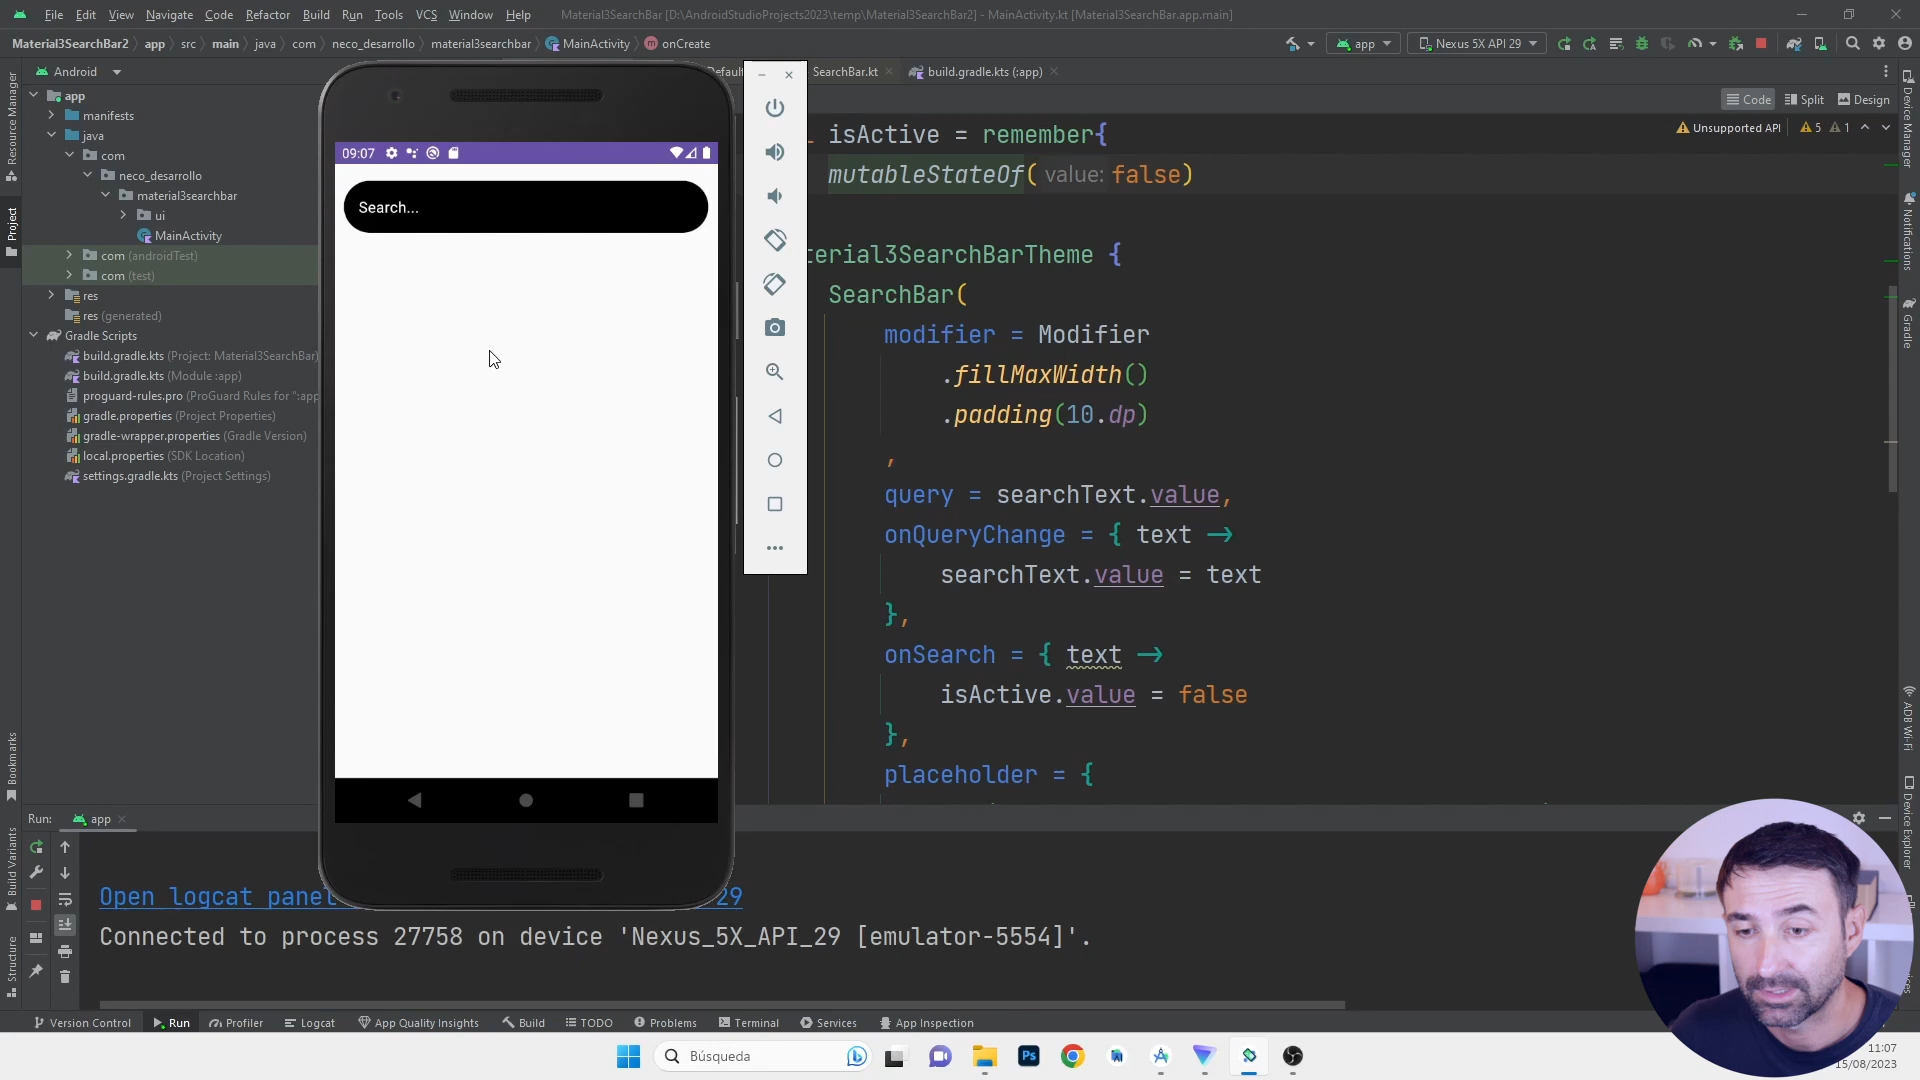 File Edit View Navigate Code Refactor Build Run Tools VCS Window Help Material3SearchBar [D:\AndroidStudioProjects2023\temp\Material3SearchBar2] - MainActivity.kt [Material3SearchBar.app.main]
Material3SearchBar2 app src main java com neco_desarrollo material3searchbar MainActivity onCreate app Nexus 5X API 29
Android Default SearchBar.kt build.gradle.kts (:app)
Code Split Design
Unsupported API 5 1
app
manifests
java
com
neco_desarrollo
material3searchbar
ui
MainActivity
com (androidTest)
com (test)
res
res (generated)
Gradle Scripts
build.gradle.kts (Project: Material3SearchBar)
build.gradle.kts (Module :app)
proguard-rules.pro (ProGuard Rules for ":app
gradle.properties (Project Properties)
gradle-wrapper.properties (Gradle Version)
local.properties (SDK Location)
settings.gradle.kts (Project Settings)
Resource Manager
Project
Bookmarks
Build Variants
Structure
09:07
Search...
isActive = remember{
mutableStateOf( value: false)
terial3SearchBarTheme {
SearchBar(
modifier = Modifier
.fillMaxWidth()
.padding(10.dp)
,
query = searchText.value,
onQueryChange = { text →
searchText.value = text
},
onSearch = { text →
isActive.value = false
},
placeholder = {
Device Manager
Notifications
Gradle
ADB Wi-Fi
Device Explorer
Run: app
Open logcat panel 29
Connected to process 27758 on device 'Nexus_5X_API_29 [emulator-5554]'.
Version Control Run Profiler Logcat App Quality Insights Build TODO Problems Terminal Services App Inspection
Búsqueda
Ps
11:07
15/08/2023